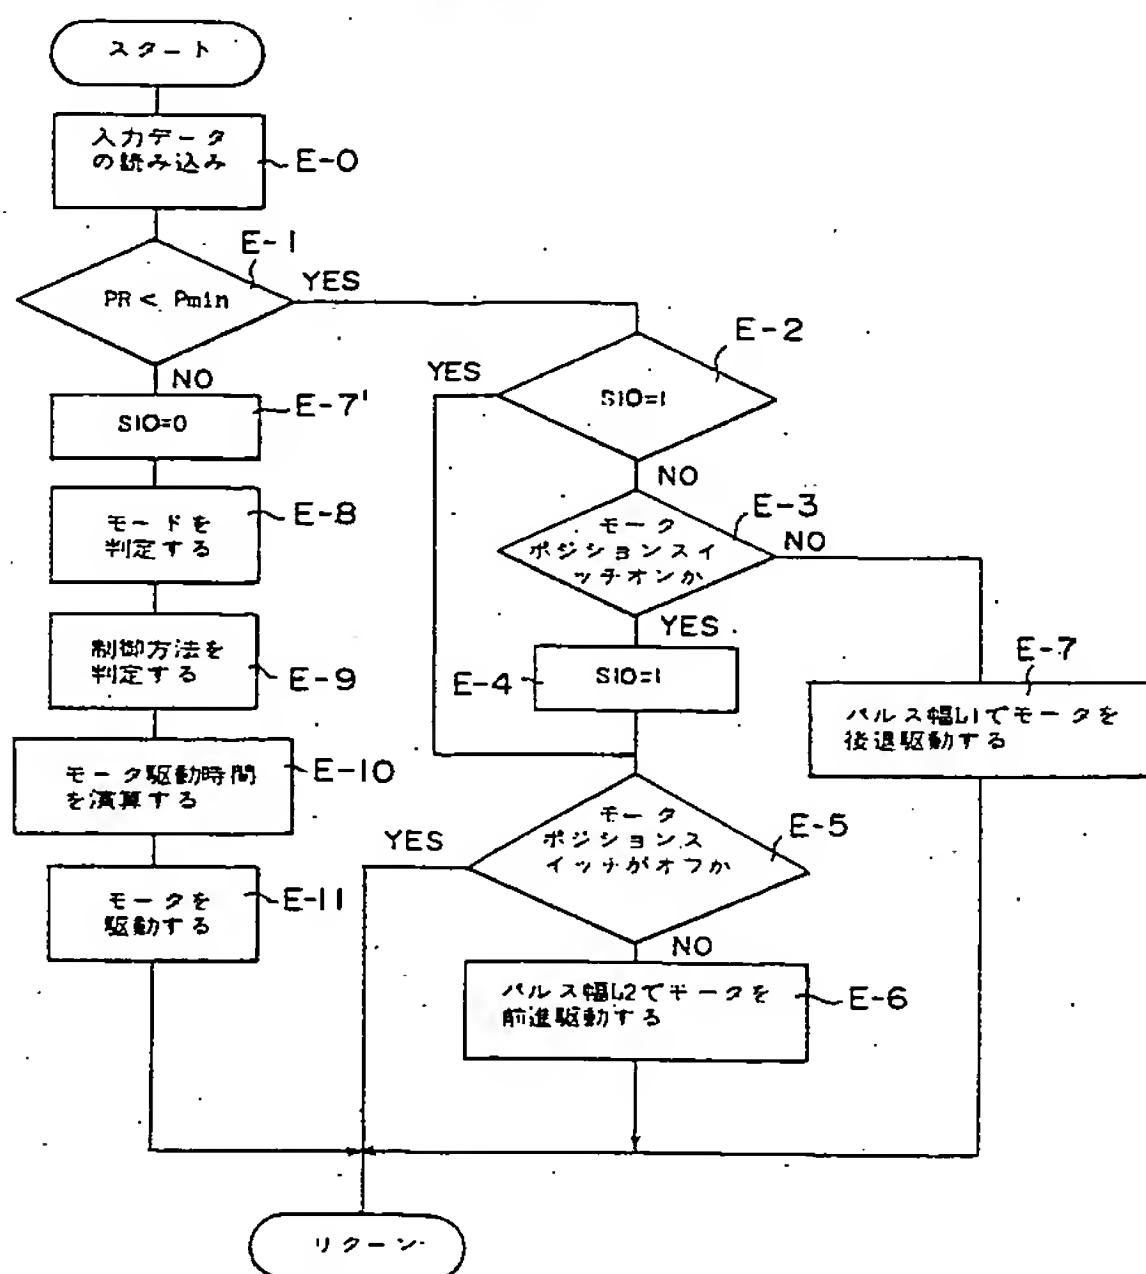 スタート
入力データ
の読み込み
E-0
E-1
PR < Pmin
YES
NO
E-2
YES
S10=1
NO
S10=0
E-7'
モードを
判定する
E-8
E-3
モータ
ポジションスイ
ッチオンか
NO
YES
制御方法を
判定する
E-9
E-4
S10=1
E-7
パルス幅L1でモータを
後退駆動する
モータ駆動時間
を演算する
E-10
モータ
ポジションス
イッチがオフか
E-5
YES
NO
モータを
駆動する
E-11
パルス幅L2でモータを
前進駆動する
E-6
リターン